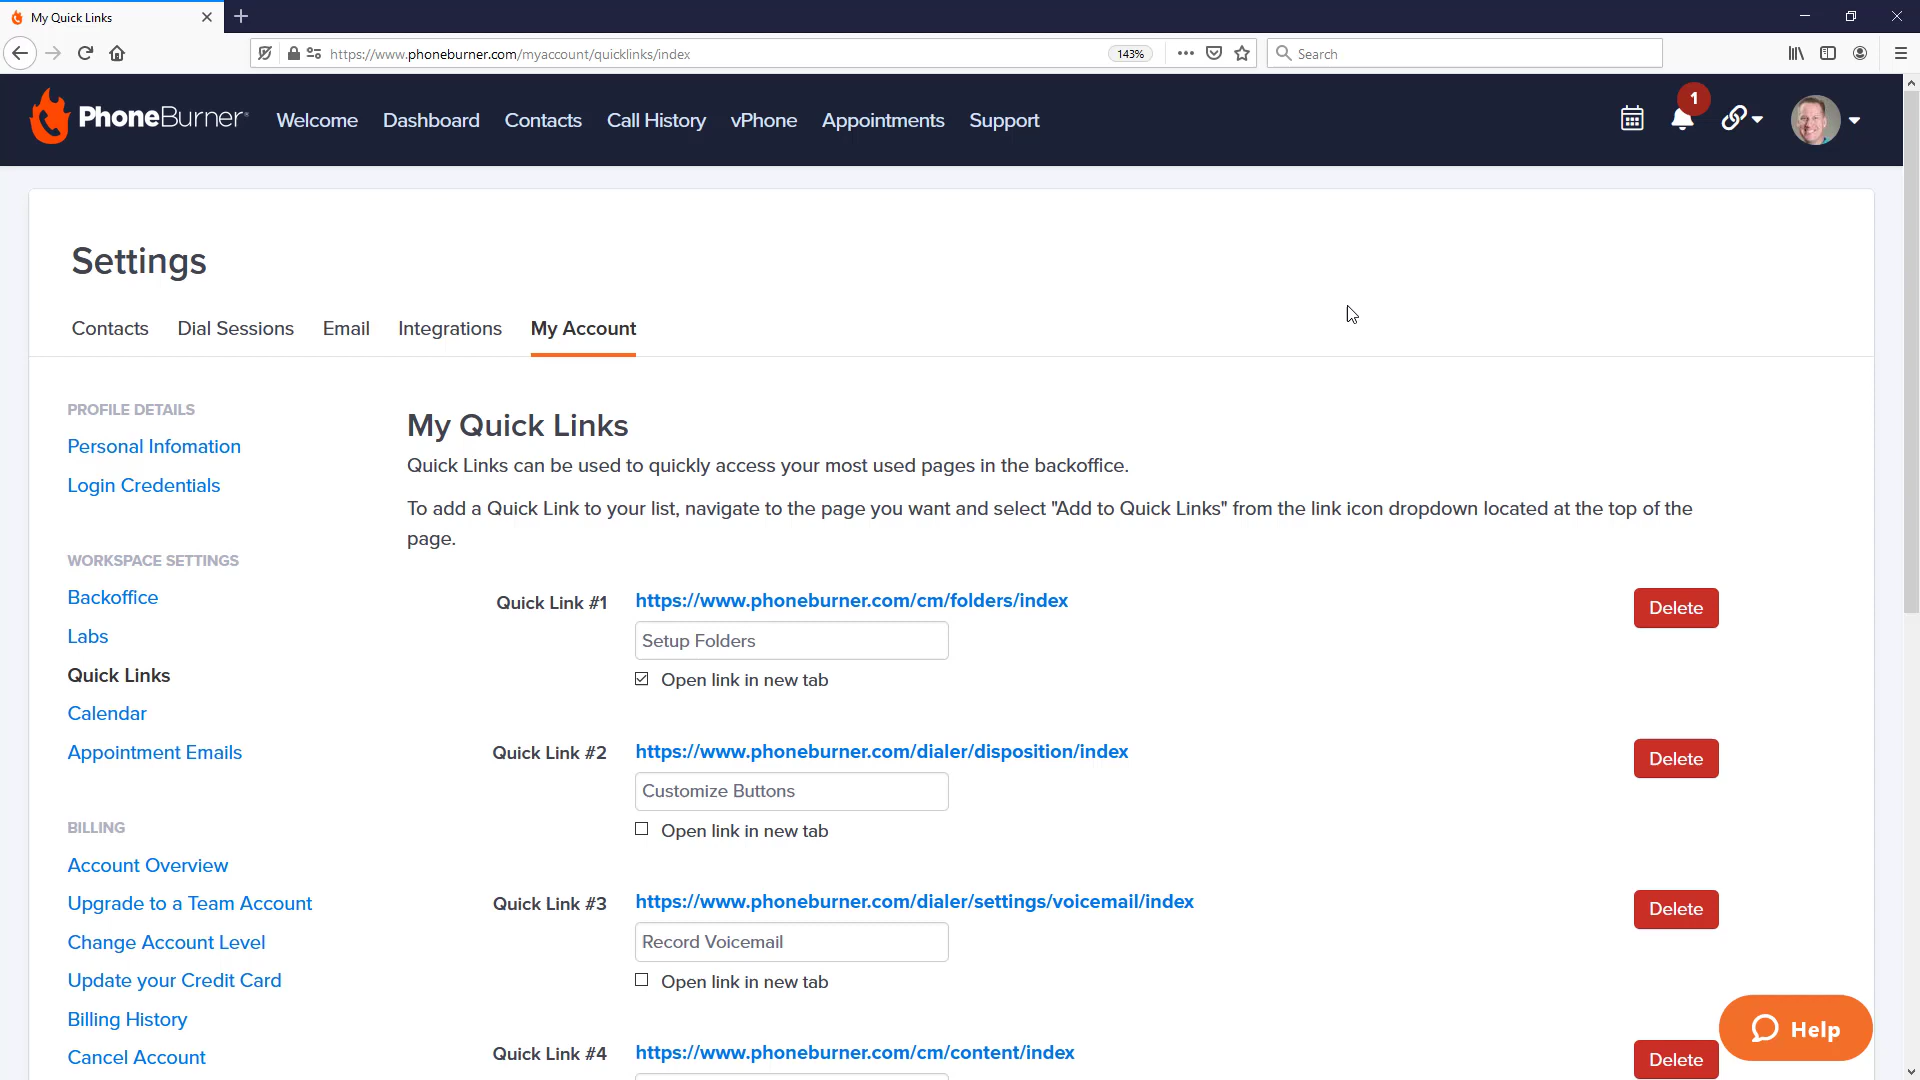 My Quick Links
https://www.phoneburner.com/myaccount/quicklinks/index
143%
Search
PhoneBurner
Welcome
Dashboard
Contacts
Call History
vPhone
Appointments
Support
1
Settings
Contacts
Dial Sessions
Email
Integrations
My Account
PROFILE DETAILS
Personal Infomation
Login Credentials
WORKSPACE SETTINGS
Backoffice
Labs
Quick Links
Calendar
Appointment Emails
BILLING
Account Overview
Upgrade to a Team Account
Change Account Level
Update your Credit Card
Billing History
Cancel Account
My Quick Links
Quick Links can be used to quickly access your most used pages in the backoffice.
To add a Quick Link to your list, navigate to the page you want and select "Add to Quick Links" from the link icon dropdown located at the top of the
page.
Quick Link #1
https://www.phoneburner.com/cm/folders/index
Delete
Setup Folders
Open link in new tab
Quick Link #2
https://www.phoneburner.com/dialer/disposition/index
Delete
Customize Buttons
Open link in new tab
Quick Link #3
https://www.phoneburner.com/dialer/settings/voicemail/index
Delete
Record Voicemail
Open link in new tab
Quick Link #4
https://www.phoneburner.com/cm/content/index
Delete
Help